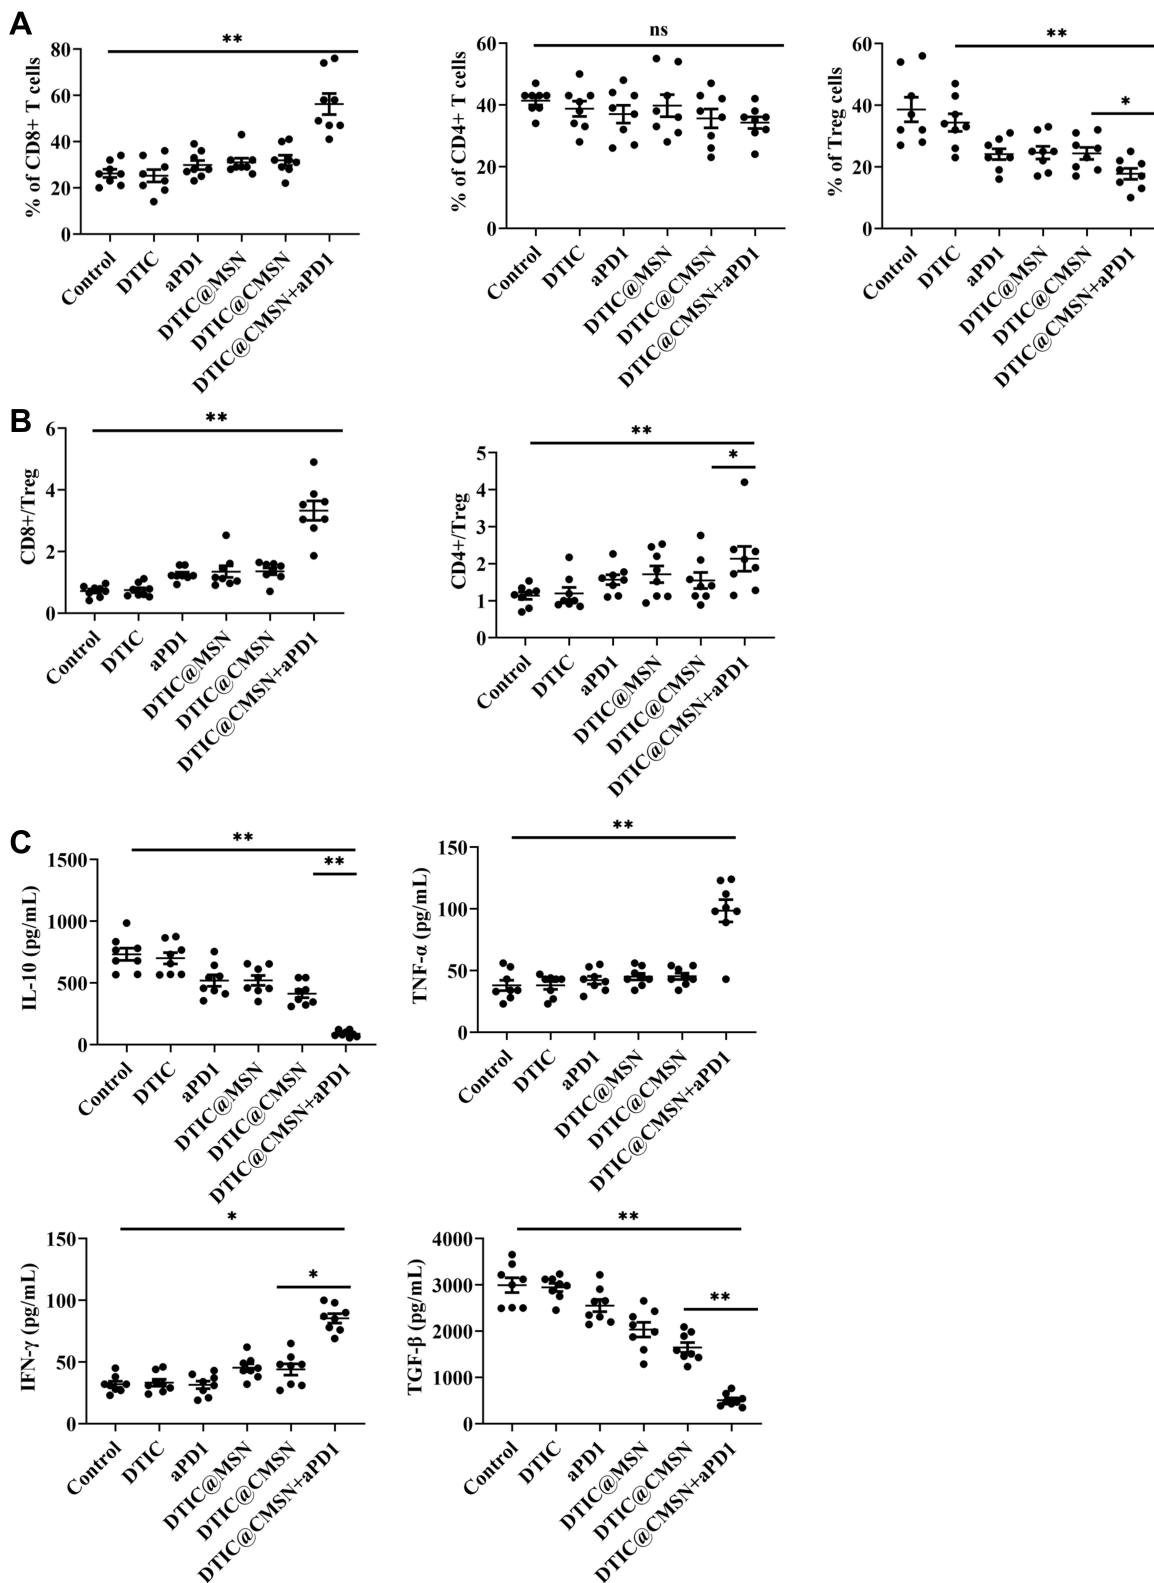 A
**
80
60
40
20
0
% of CD8+ T cells
Control
DTIC
aPD1
DTIC@MSN
DTIC@CMSN
DTIC@CMSN+aPD1
ns
60
40
20
0
% of CD4+ T cells
Control
DTIC
aPD1
DTIC@MSN
DTIC@CMSN
DTIC@CMSN+aPD1
**
*
60
40
20
0
% of Treg cells
Control
DTIC
aPD1
DTIC@MSN
DTIC@CMSN
DTIC@CMSN+aPD1
B
**
6
4
2
0
CD8+/Treg
Control
DTIC
aPD1
DTIC@MSN
DTIC@CMSN
DTIC@CMSN+aPD1
**
*
5
4
3
2
1
0
CD4+/Treg
Control
DTIC
aPD1
DTIC@MSN
DTIC@CMSN
DTIC@CMSN+aPD1
C
**
**
1500
1000
500
0
IL-10 (pg/mL)
Control
DTIC
aPD1
DTIC@MSN
DTIC@CMSN
DTIC@CMSN+aPD1
**
150
100
50
0
TNF-α (pg/mL)
Control
DTIC
aPD1
DTIC@MSN
DTIC@CMSN
DTIC@CMSN+aPD1
*
*
150
100
50
0
IFN-γ (pg/mL)
Control
DTIC
aPD1
DTIC@MSN
DTIC@CMSN
DTIC@CMSN+aPD1
**
**
4000
3000
2000
1000
0
TGF-β (pg/mL)
Control
DTIC
aPD1
DTIC@MSN
DTIC@CMSN
DTIC@CMSN+aPD1